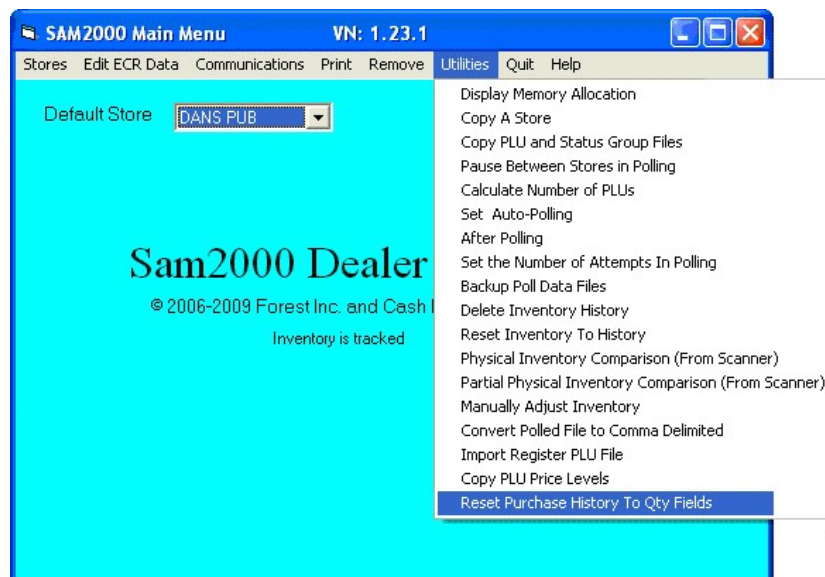 SAM2000 Main Menu VN: 1.23.1
Stores Edit ECR Data Communications Print Remove Utilities Quit Help
Default Store DANS PUB
Sam2000 Dealer
© 2006-2009 Forest Inc. and Cash
Inventory is tracked
Display Memory Allocation
Copy A Store
Copy PLU and Status Group Files
Pause Between Stores in Polling
Calculate Number of PLUs
Set Auto-Polling
After Polling
Set the Number of Attempts In Polling
Backup Poll Data Files
Delete Inventory History
Reset Inventory To History
Physical Inventory Comparison (From Scanner)
Partial Physical Inventory Comparison (From Scanner)
Manually Adjust Inventory
Convert Polled File to Comma Delimited
Import Register PLU File
Copy PLU Price Levels
Reset Purchase History To Qty Fields